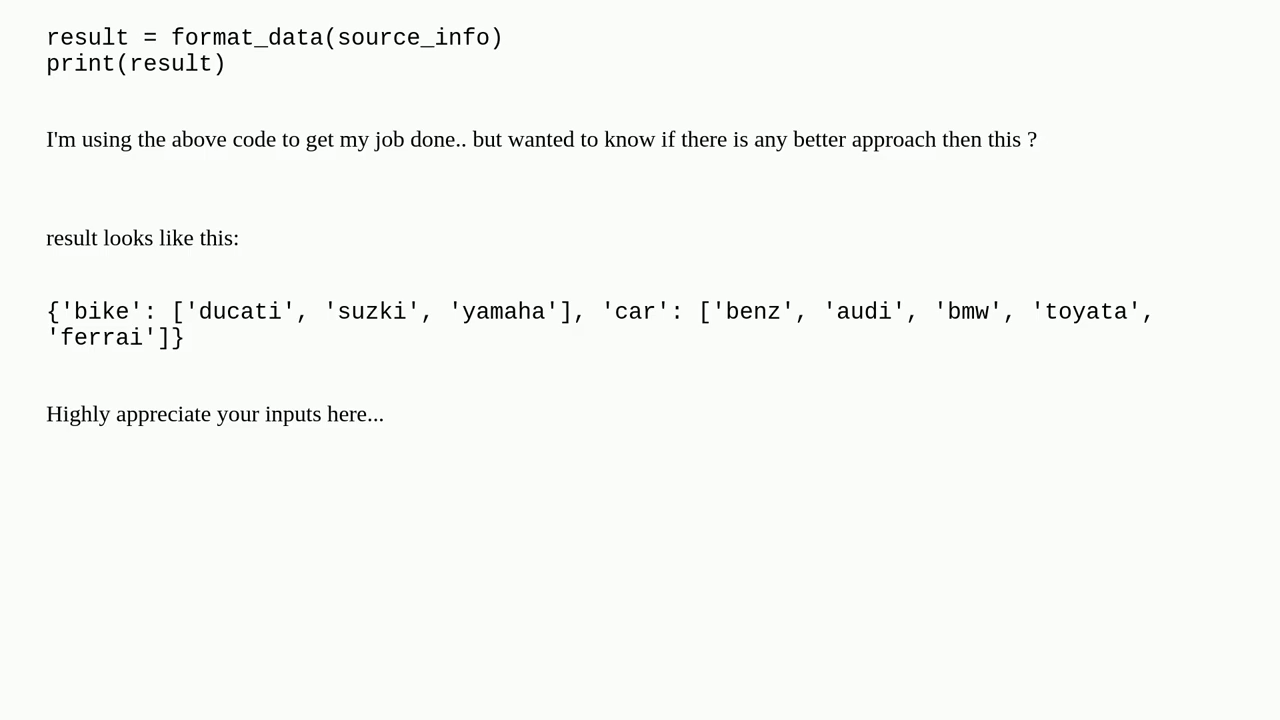 result = format_data(source_info)
print(result)
I'm using the above code to get my job done.. but wanted to know if there is any better approach then this ?
result looks like this:
{'bike': ['ducati', 'suzki', 'yamaha'], 'car': ['benz', 'audi', 'bmw', 'toyata',
'ferrai']}
Highly appreciate your inputs here...